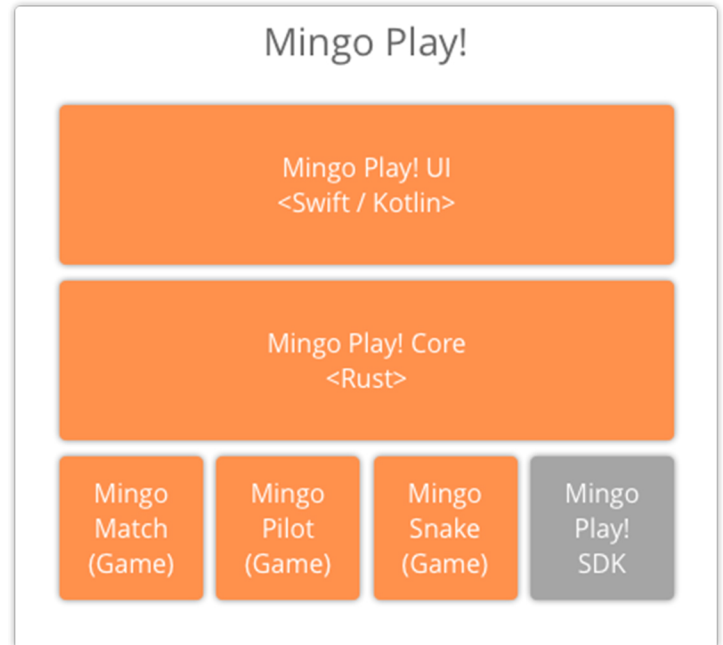 Mingo Play!
Mingo Play! UI
<Swift / Kotlin>
Mingo Play! Core
<Rust>
Mingo
Match
(Game)
Mingo
Pilot
(Game)
Mingo
Snake
(Game)
Mingo
Play!
SDK